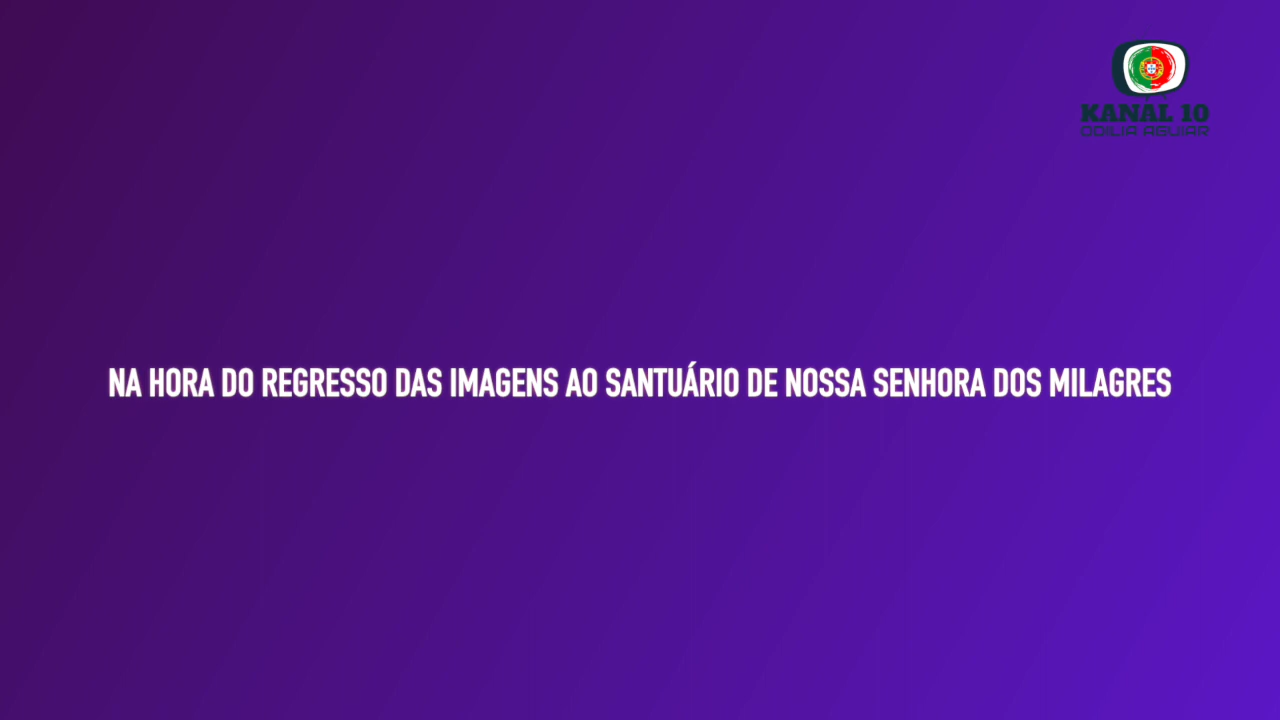 KANAL 10
ODILIA AGUIAR
NA HORA DO REGRESSO DAS IMAGENS AO SANTUÁRIO DE NOSSA SENHORA DOS MILAGRES